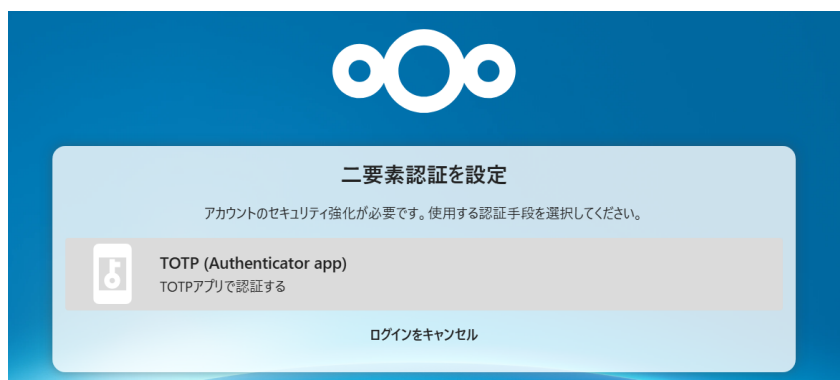 二要素認証を設定
アカウントのセキュリティ強化が必要です。使用する認証手段を選択してください。
TOTP (Authenticator app)
TOTPアプリで認証する
ログインをキャンセル